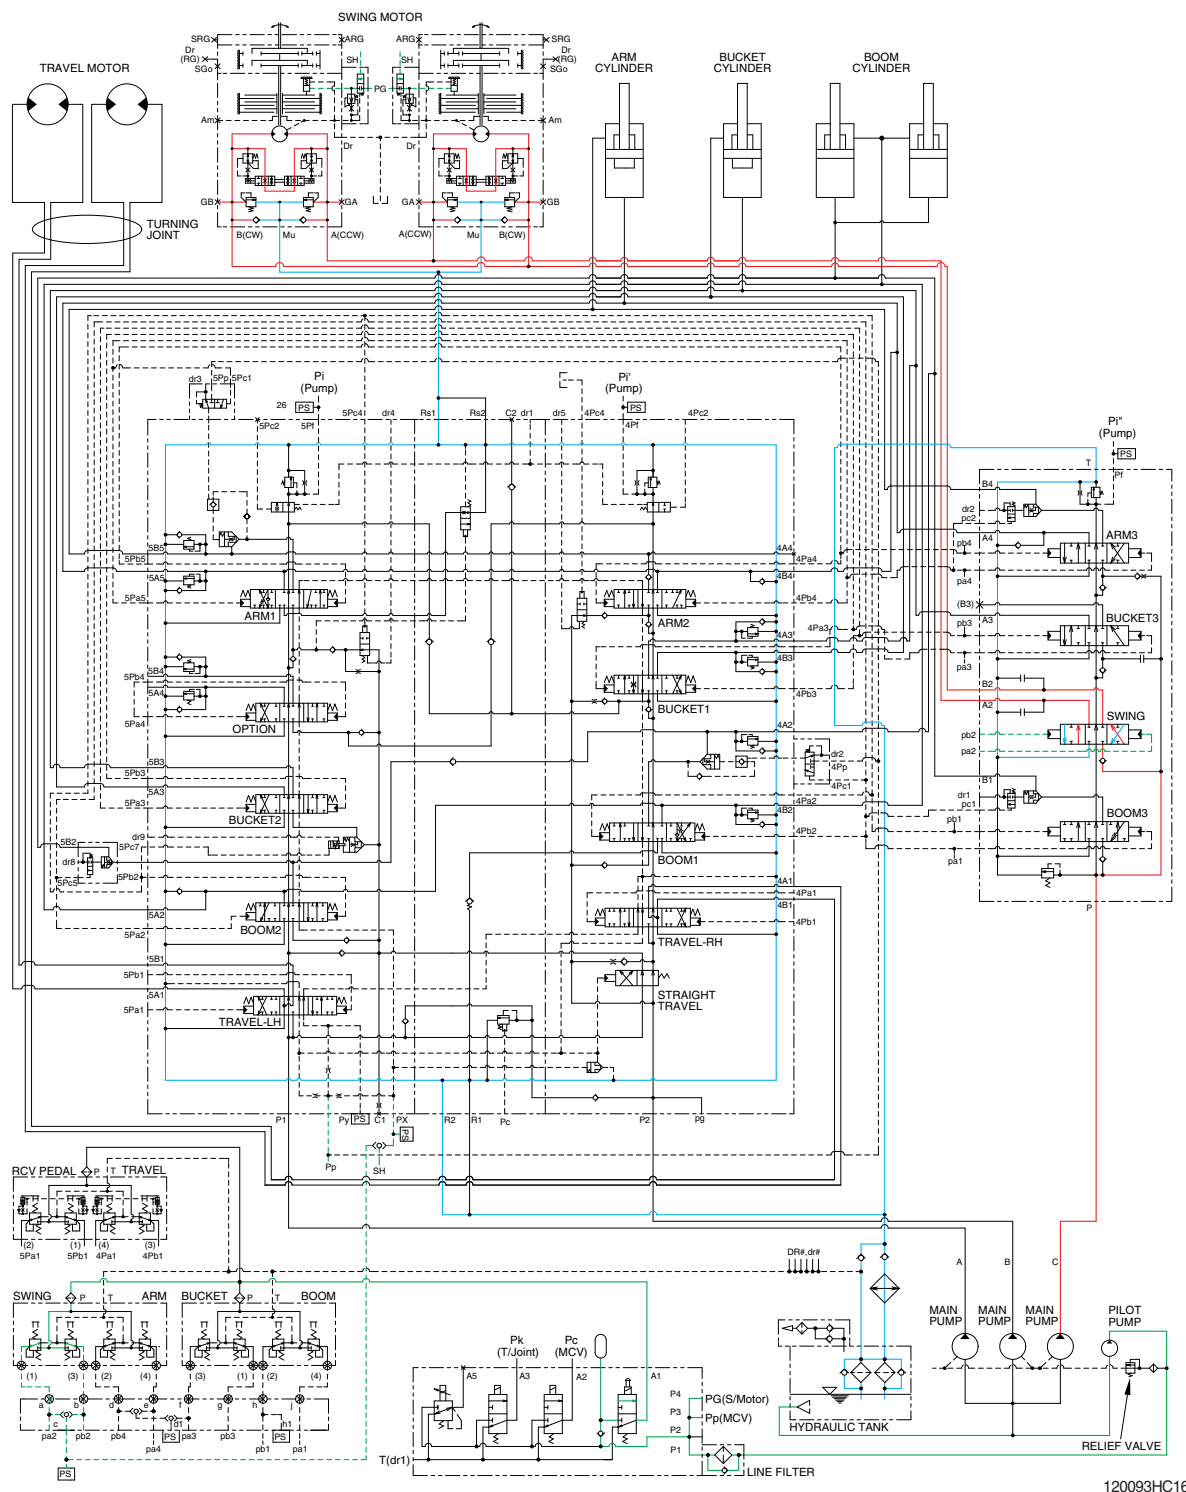 SWING MOTOR
SRG
ARG
ARG
SRG
Dr
(RG)
SGo
SH
SH
Dr
(RG)
SGo
PG
TRAVEL MOTOR
ARM
CYLINDER
BUCKET
CYLINDER
BOOM
CYLINDER
Am
Am
Dr
Dr
GB
GA
GA
GB
B(CW)
Mu
A(CCW)
A(CCW)
Mu
B(CW)
TURNING
JOINT
dr3
5Pp
5Pc1
Pi
(Pump)
26
PS
5Pc2
5Pf
5Pc4
dr4
Rs1
Rs2
C2
dr1
dr5
4Pc4
Pi'
(Pump)
PS
4Pf
4Pc2
Pi"
(Pump)
PS
T
Pf
B4
dr2
pc2
A4
pb4
ARM3
pa4
(B3)
A3
pb3
BUCKET3
pa3
B2
A2
SWING
pb2
pa2
B1
dr1
pc1
pb1
BOOM3
pa1
P
5B5
5Pb5
5A5
5Pa5
ARM1
5B4
5Pb4
5A4
5Pa4
OPTION
5B3
5Pb3
5A3
5Pa3
BUCKET2
dr9
5Pc7
5B2
dr8
5Pc5
5Pb2
5A2
5Pa2
BOOM2
5B1
5Pb1
5A1
5Pa1
TRAVEL-LH
4A4
4Pa4
4B4
4Pb4
ARM2
4Pa3
4A3
4B3
4Pb3
BUCKET1
4A2
dr2
4Pp
4Pc1
4Pa2
4B2
4Pb2
BOOM1
4A1
4Pa1
4B1
4Pb1
TRAVEL-RH
STRAIGHT
TRAVEL
P1
Py
PS
C1
PX
R2
R1
Pc
P2
pg
PS
Pp
SH
RCV PEDAL
P
T
TRAVEL
(2)
(1)
(4)
(3)
5Pa1
5Pb1
4Pa1
4Pb1
SWING
P
T
ARM
BUCKET
P
T
BOOM
(1)
(3)
(2)
(4)
(3)
(1)
(2)
(4)
a
b
d
e
f
g
h
j
c
d1
h1
PS
PS
pa2
pb2
pb4
pa4
pa3
pb3
pb1
pa1
PS
Pk
(T/Joint)
Pc
(MCV)
A5
A3
A2
A1
P4
PG(S/Motor)
P3
Pp(MCV)
P2
P1
T(dr1)
LINE FILTER
DR#,dr#
A
B
C
MAIN
PUMP
MAIN
PUMP
MAIN
PUMP
PILOT
PUMP
HYDRAULIC TANK
RELIEF VALVE
120093HC16